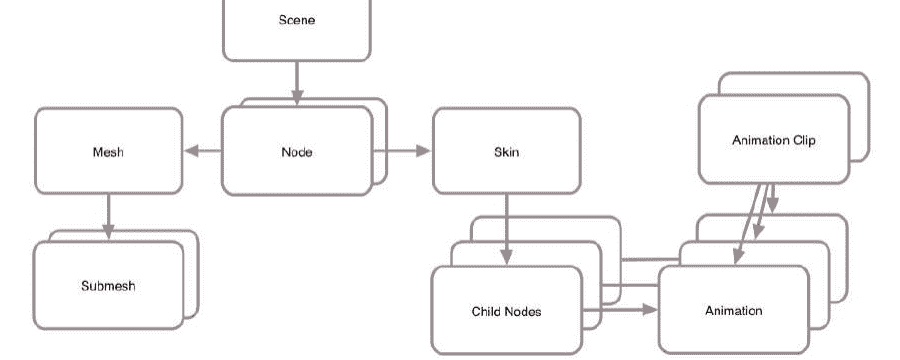 Scene
Mesh
Node
Skin
Animation Clip
Submesh
Child Nodes
Animation